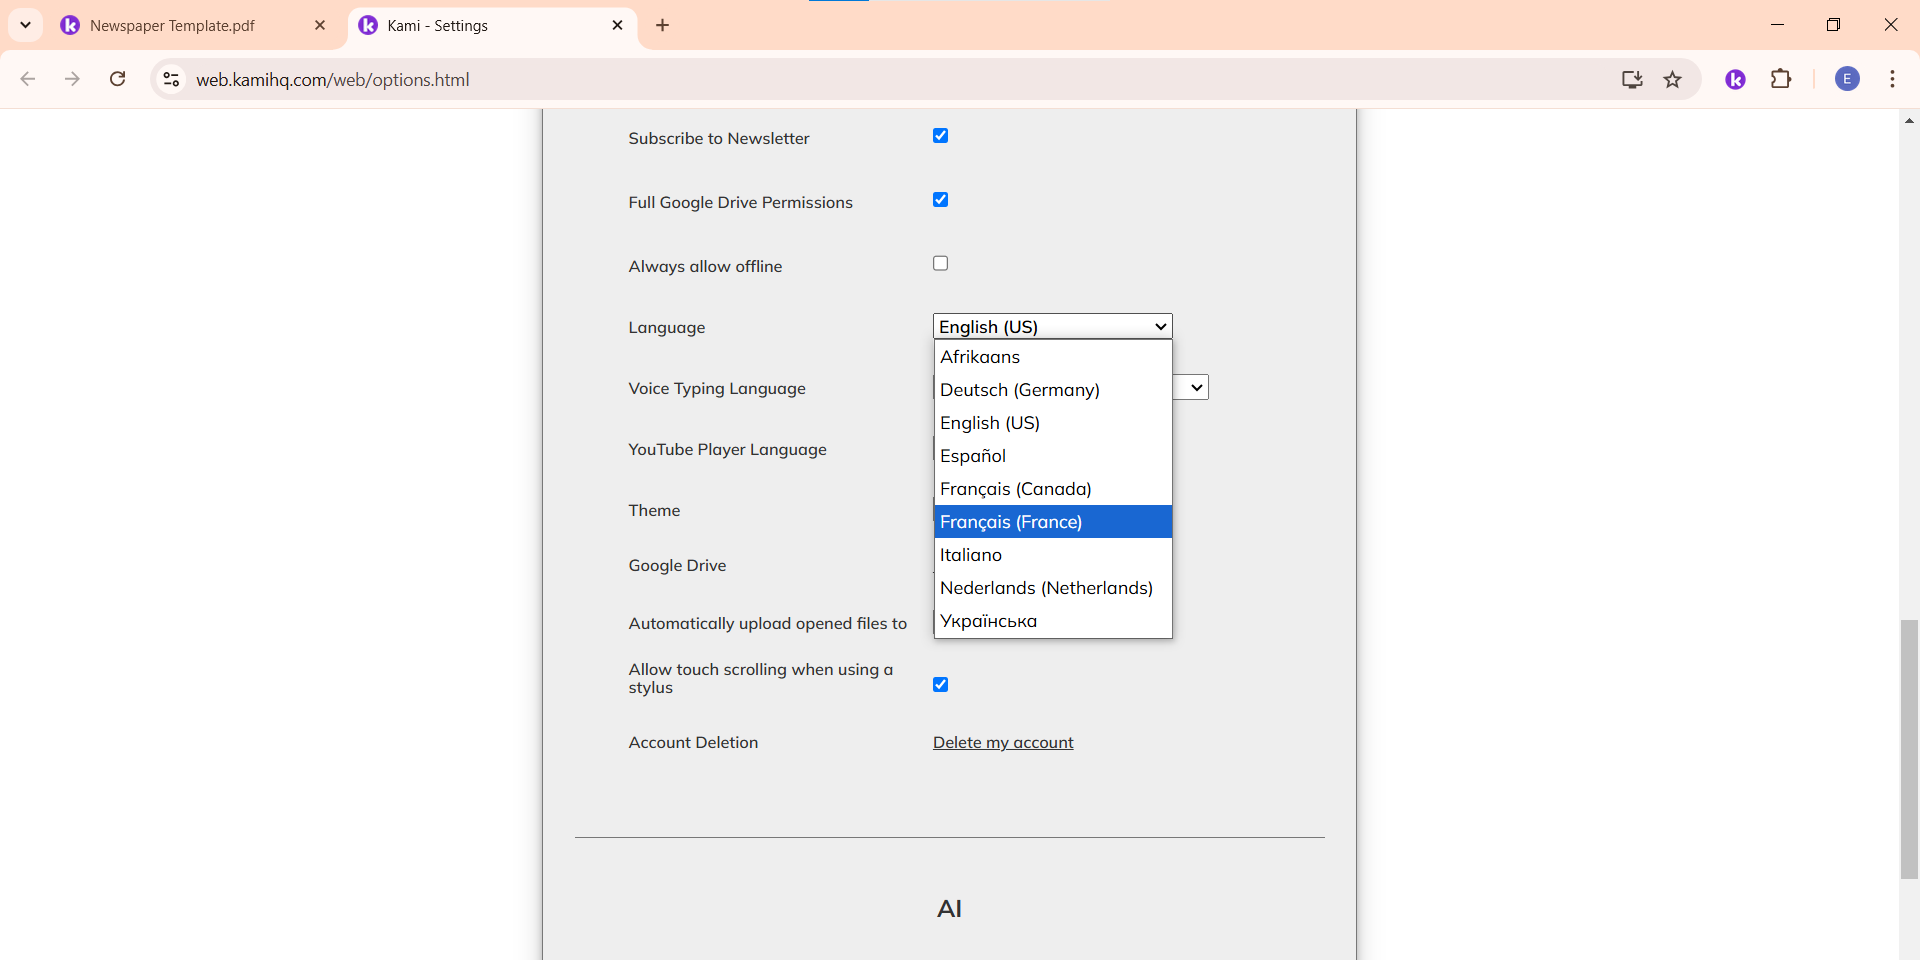 Newspaper Template.pdf
Kami - Settings
web.kamihq.com/web/options.html
E
Subscribe to Newsletter
Full Google Drive Permissions
Always allow offline
Language
English (US)
Afrikaans
Deutsch (Germany)
English (US)
Español
Français (Canada)
Français (France)
Italiano
Nederlands (Netherlands)
Українська
Voice Typing Language
YouTube Player Language
Theme
Google Drive
Automatically upload opened files to
Allow touch scrolling when using a
stylus
Account Deletion
Delete my account
AI